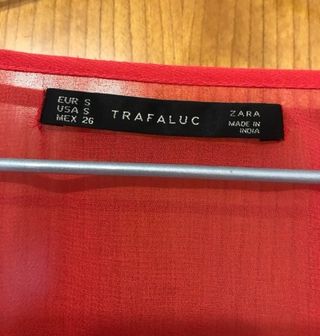 EUR S
USA S
MEX 26
TRAFALUC
ZARA
MADE IN
INDIA